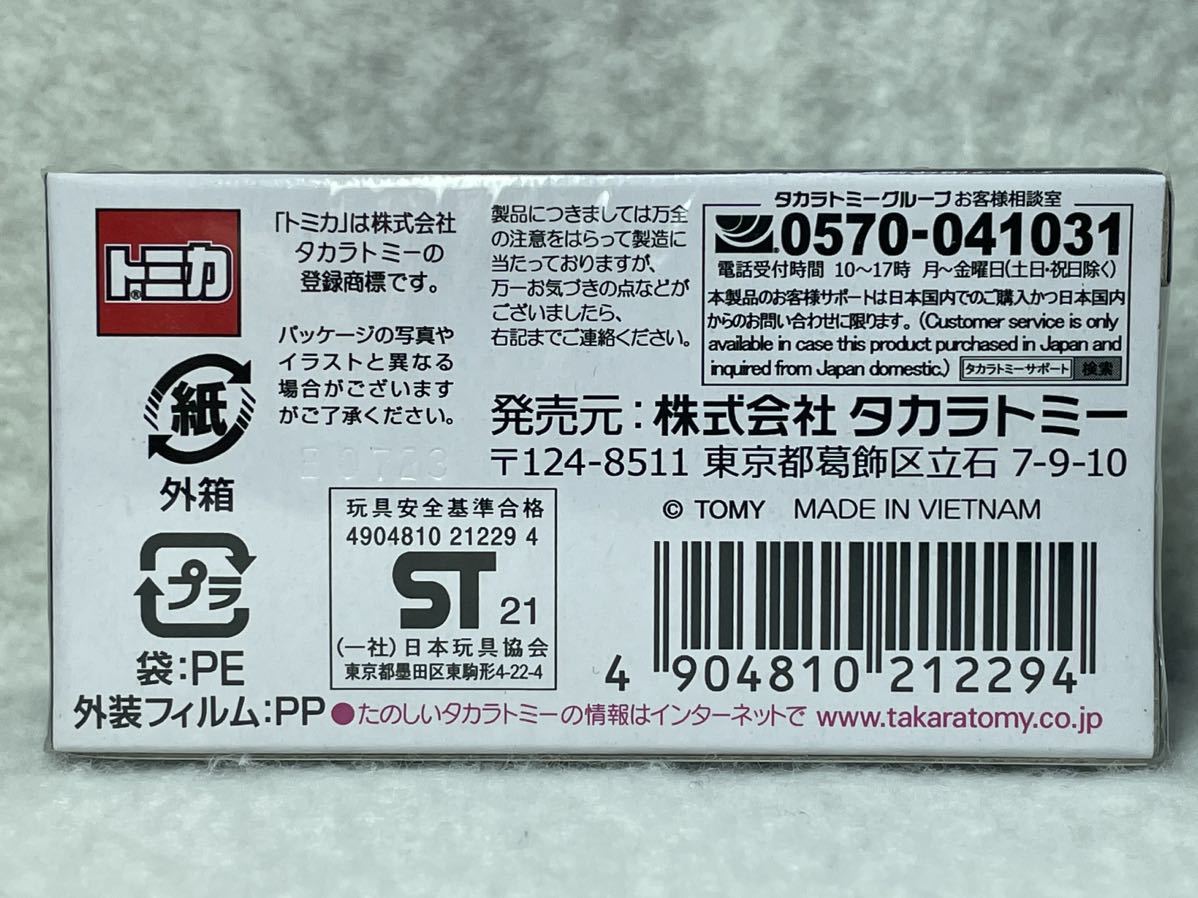 トミカ
®
「トミカ」は株式会社
タカラトミーの
登録商標です。
パッケージの写真や
イラストと異なる
場合がございます
がご了承ください。
製品につきましては万全
の注意をはらって製造に
当たっておりますが、
万一お気づきの点などが
ございましたら、
右記までご連絡ください。
タカラトミーグループお客様相談室
0570-041031
電話受付時間 10～17時 月～金曜日(土日・祝日除く)
本製品のお客様サポートは日本国内でのご購入かつ日本国内
からのお問い合わせに限ります。(Customer service is only
available in case this product purchased in Japan and
inquired from Japan domestic.) タカラトミーサポート 検索
発売元:株式会社 タカラトミー
〒124-8511 東京都葛飾区立石 7-9-10
© TOMY MADE IN VIETNAM
紙
外箱
プラ
袋:PE
外装フィルム:PP
玩具安全基準合格
4904810 21229 4
ST 21
(一社)日本玩具協会
東京都墨田区東駒形4-22-4
4 904810 212294
●たのしいタカラトミーの情報はインターネットで www.takaratomy.co.jp